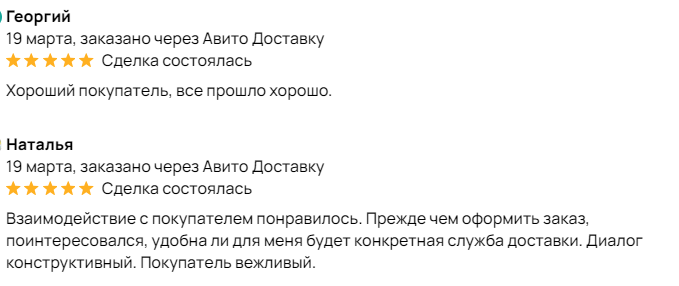 Георгий
19 марта, заказано через Авито Доставку
Сделка состоялась
Хороший покупатель, все прошло хорошо.
Наталья
19 марта, заказано через Авито Доставку
Сделка состоялась
Взаимодействие с покупателем понравилось. Прежде чем оформить заказ,
поинтересовался, удобна ли для меня будет конкретная служба доставки. Диалог
конструктивный. Покупатель вежливый.